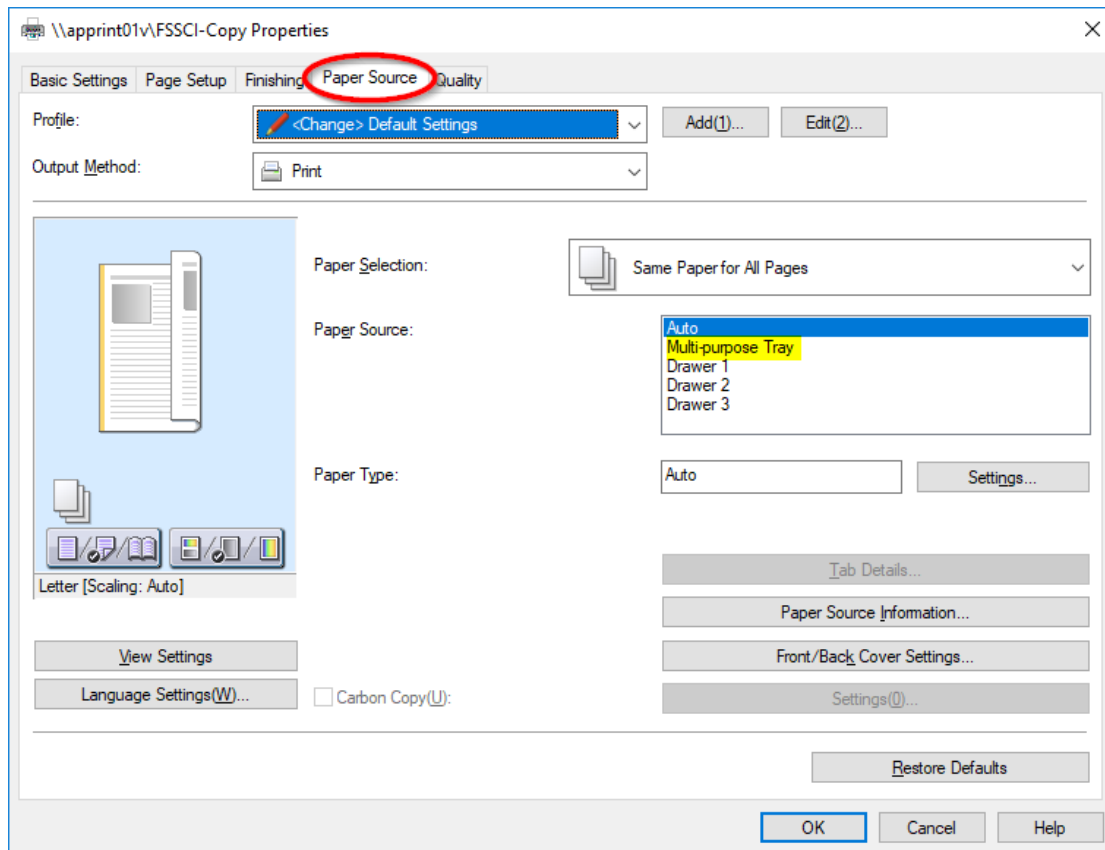 \\apprint01v\FSSCI-Copy Properties
Basic Settings Page Setup Finishing Paper Source Quality
Profile: <Change> Default Settings Add(1)... Edit(2)...
Output Method: Print
Paper Selection: Same Paper for All Pages
Paper Source: Auto
Multi-purpose Tray
Drawer 1
Drawer 2
Drawer 3
Paper Type: Auto Settings...
Letter [Scaling: Auto]
Tab Details...
Paper Source Information...
View Settings Front/Back Cover Settings...
Language Settings(W)... Carbon Copy(U): Settings(0)...
Restore Defaults
OK Cancel Help